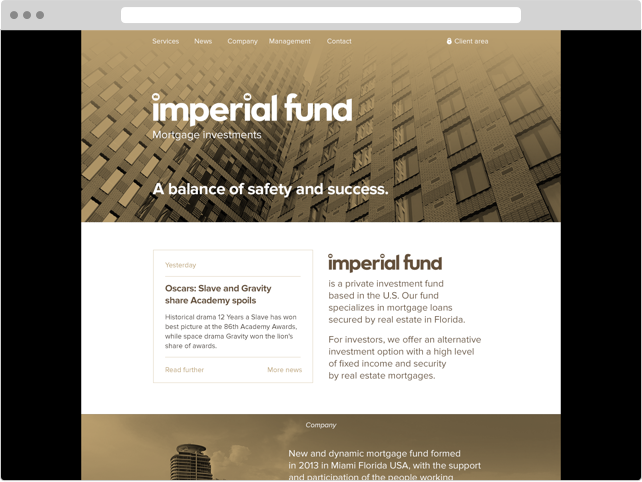 Services News Company Management Contact Client area
imperial fund
Mortgage investments
A balance of safety and success.
Yesterday
Oscars: Slave and Gravity
share Academy spoils
Historical drama 12 Years a Slave has won
best picture at the 86th Academy Awards,
while space drama Gravity won the lion's
share of awards.
Read further More news
imperial fund
is a private investment fund
based in the U.S. Our fund
specializes in mortgage loans
secured by real estate in Florida.
For investors, we offer an alternative
investment option with a high level
of fixed income and security
by real estate mortgages.
Company
New and dynamic mortgage fund formed
in 2013 in Miami Florida USA, with the support
and participation of the people working